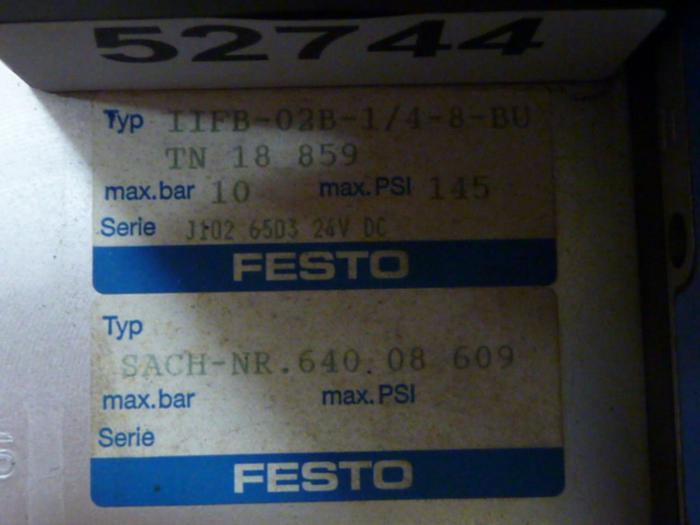 52744
Typ IIFB-02B-1/4-8-BU
TN 18 859
max.bar 10 max.PSI 145
Serie J102 65D3 24V DC
FESTO
Typ
SACH-NR.640.08 609
max.bar max.PSI
Serie
FESTO